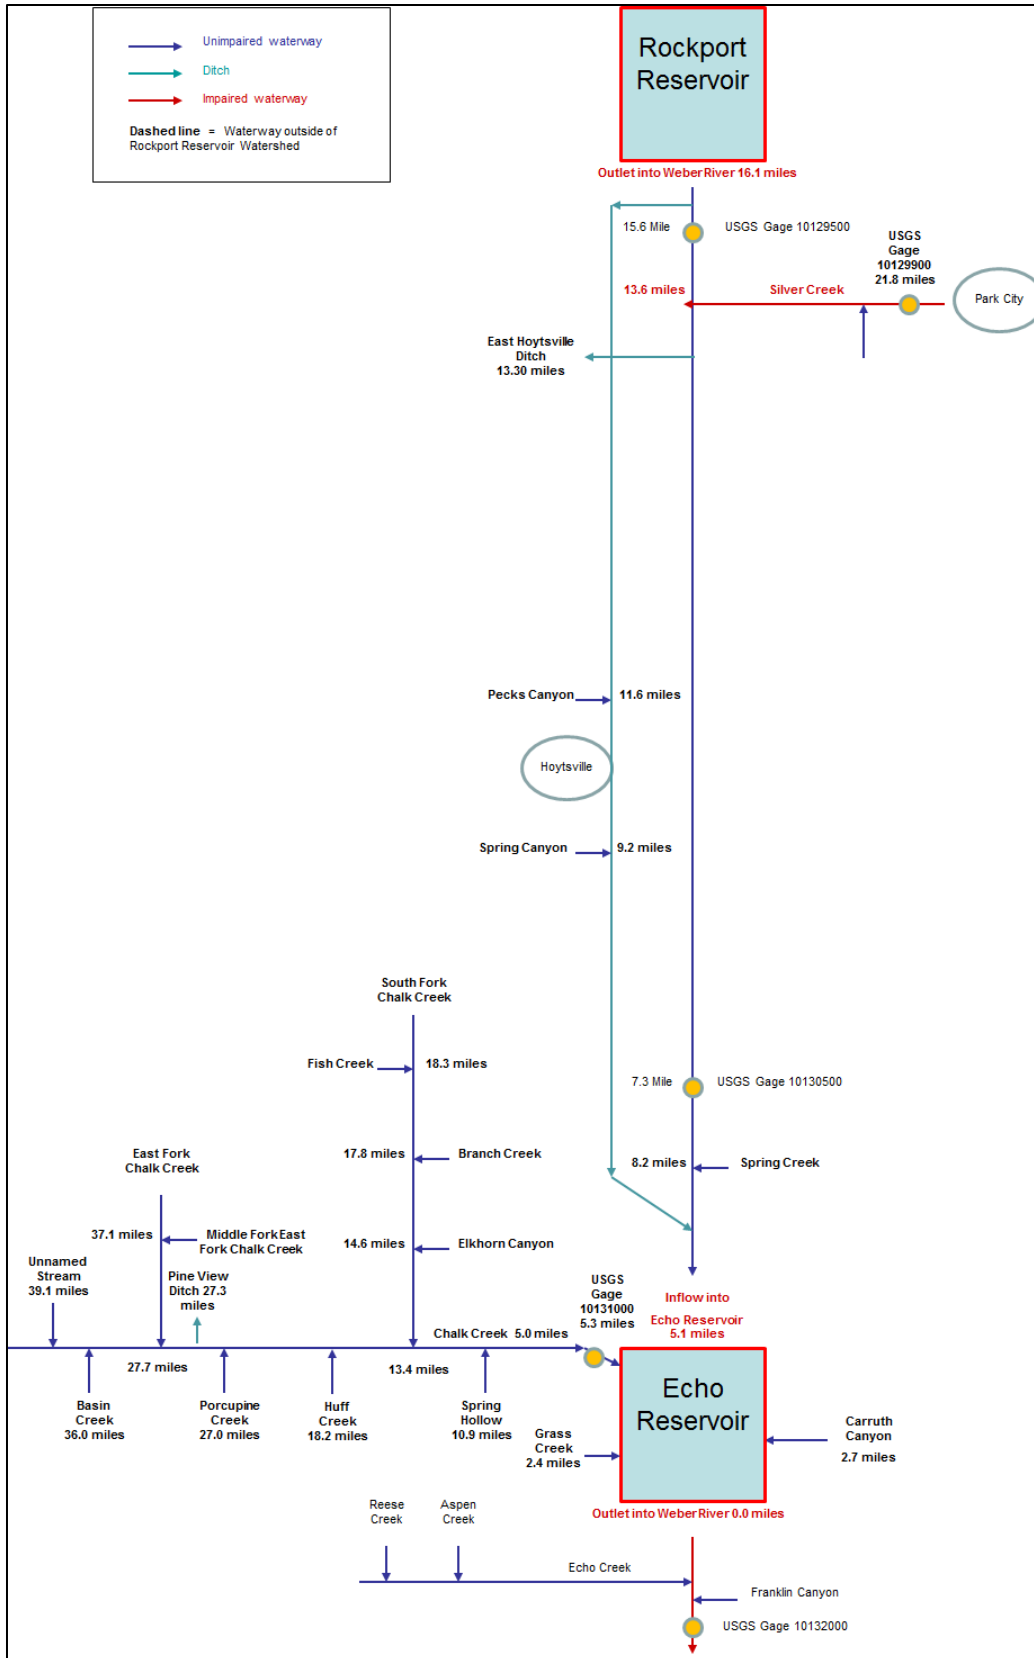 Unimpaired waterway
Ditch
Impaired waterway
Dashed line = Waterway outside of
Rockport Reservoir Watershed
Rockport
Reservoir
Outlet into Weber River 16.1 miles
15.6 Mile
USGS Gage 10129500
USGS
Gage
10129900
21.8 miles
13.6 miles
Silver Creek
Park City
East Hoytsville
Ditch
13.30 miles
Pecks Canyon
11.6 miles
Hoytsville
Spring Canyon
9.2 miles
South Fork
Chalk Creek
Fish Creek
18.3 miles
7.3 Mile
USGS Gage 10130500
17.8 miles
Branch Creek
8.2 miles
Spring Creek
East Fork
Chalk Creek
37.1 miles
Middle Fork East
Fork Chalk Creek
14.6 miles
Elkhorn Canyon
Unnamed
Stream
39.1 miles
Pine View
Ditch 27.3
miles
USGS
Gage
10131000
5.3 miles
Inflow into
Echo Reservoir
5.1 miles
Chalk Creek 5.0 miles
27.7 miles
13.4 miles
Basin
Creek
36.0 miles
Porcupine
Creek
27.0 miles
Huff
Creek
18.2 miles
Spring
Hollow
10.9 miles
Echo
Reservoir
Grass
Creek
2.4 miles
Carruth
Canyon
2.7 miles
Outlet into Weber River 0.0 miles
Reese
Creek
Aspen
Creek
Echo Creek
Franklin Canyon
USGS Gage 10132000